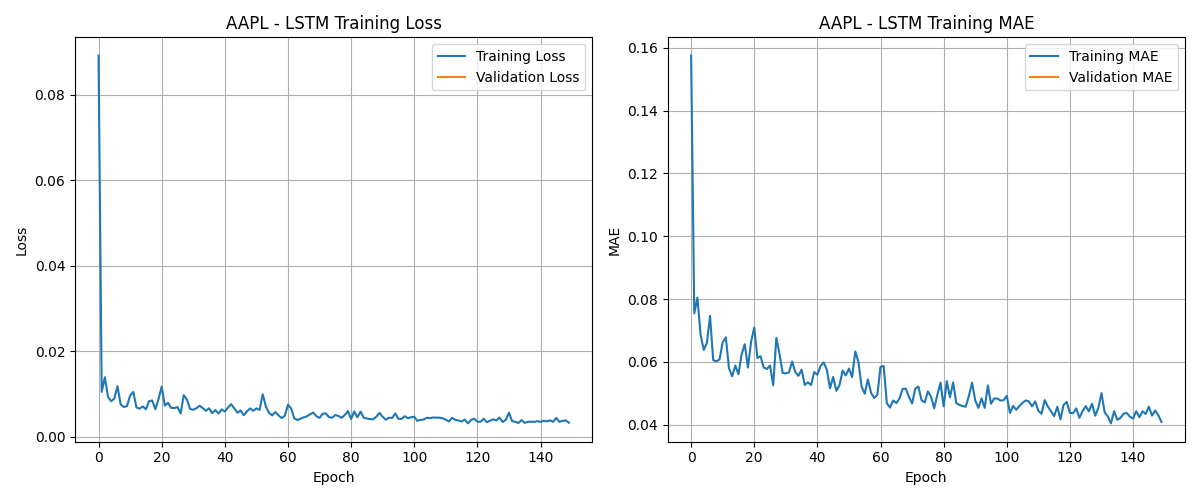 AAPL - LSTM Training Loss
Training Loss
Validation Loss
0.08
0.06
0.04
0.02
0.00
Loss
0
20
40
60
80
100
120
140
Epoch
AAPL - LSTM Training MAE
Training MAE
Validation MAE
0.16
0.14
0.12
0.10
0.08
0.06
0.04
MAE
0
20
40
60
80
100
120
140
Epoch